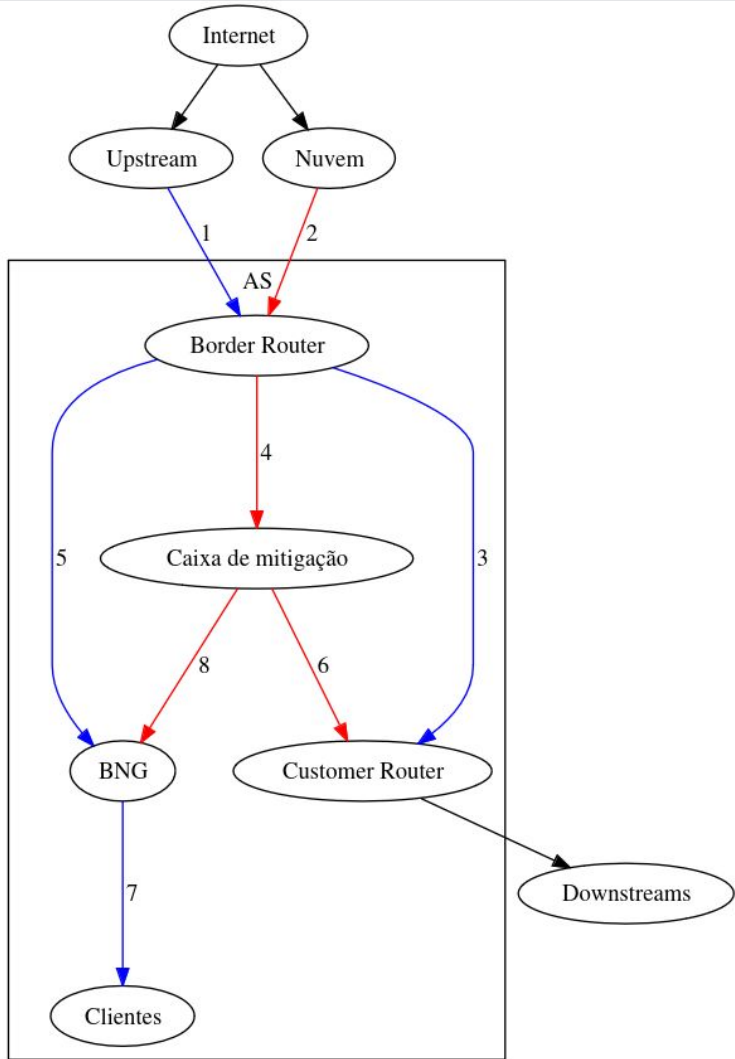 Internet
Upstream
Nuvem
1
2
AS
Border Router
4
5
Caixa de mitigação
3
8
6
BNG
Customer Router
7
Downstreams
Clientes